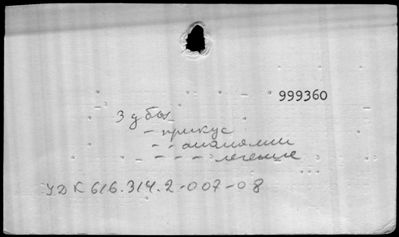 999360
Зубы
- прикус
- - аномалии
- - - лечение
УДК 616.314.2-007-08